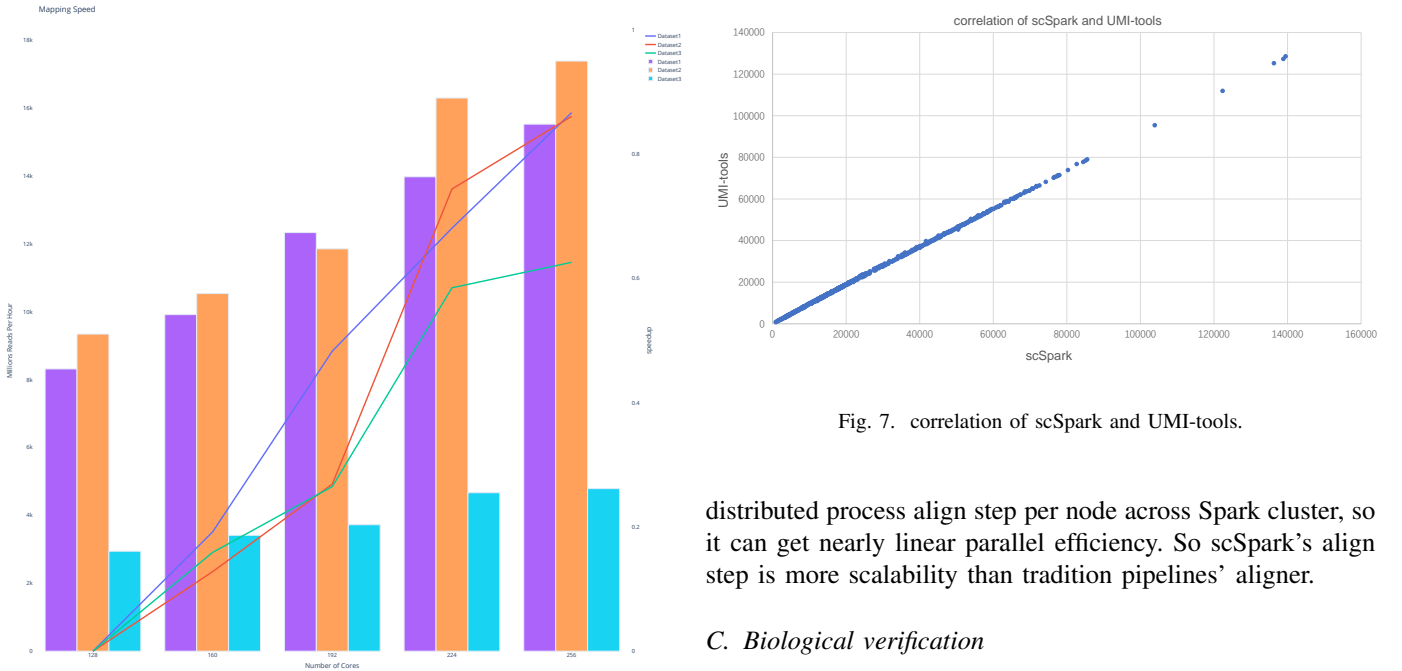 Mapping Speed
18k
16k
14k
12k
10k
8k
6k
4k
2k
0
Millions Reads Per Hour
128
160
192
224
256
Number of Cores
1
0.8
0.6
0.4
0.2
0
speedup
Dataset1
Dataset2
Dataset3
Dataset1
Dataset2
Dataset3
correlation of scSpark and UMI-tools
140000
120000
100000
80000
60000
40000
20000
0
UMI-tools
0
20000
40000
60000
80000
100000
120000
140000
160000
scSpark
Fig. 7. correlation of scSpark and UMI-tools.
distributed process align step per node across Spark cluster, so
it can get nearly linear parallel efficiency. So scSpark's align
step is more scalability than tradition pipelines' aligner.
C. Biological verification